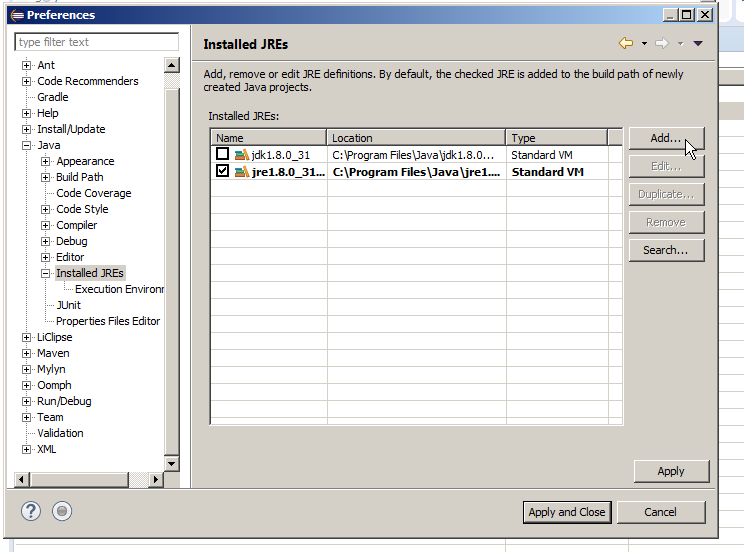 Preferences
type filter text
Installed JREs
Ant
Code Recommenders
Gradle
Help
Install/Update
Java
Appearance
Build Path
Code Coverage
Code Style
Compiler
Debug
Editor
Installed JREs
Execution Environr
JUnit
Properties Files Editor
LiClipse
Maven
Mylyn
Oomph
Run/Debug
Team
Validation
XML
Add, remove or edit JRE definitions. By default, the checked JRE is added to the build path of newly
created Java projects.
Installed JREs:
Name Location Type
jdk1.8.0_31 C:\Program Files\Java\jdk1.8.0... Standard VM
jre1.8.0_31... C:\Program Files\Java\jre1.... Standard VM
Add...
Edit...
Duplicate...
Remove
Search...
Apply
? Apply and Close Cancel